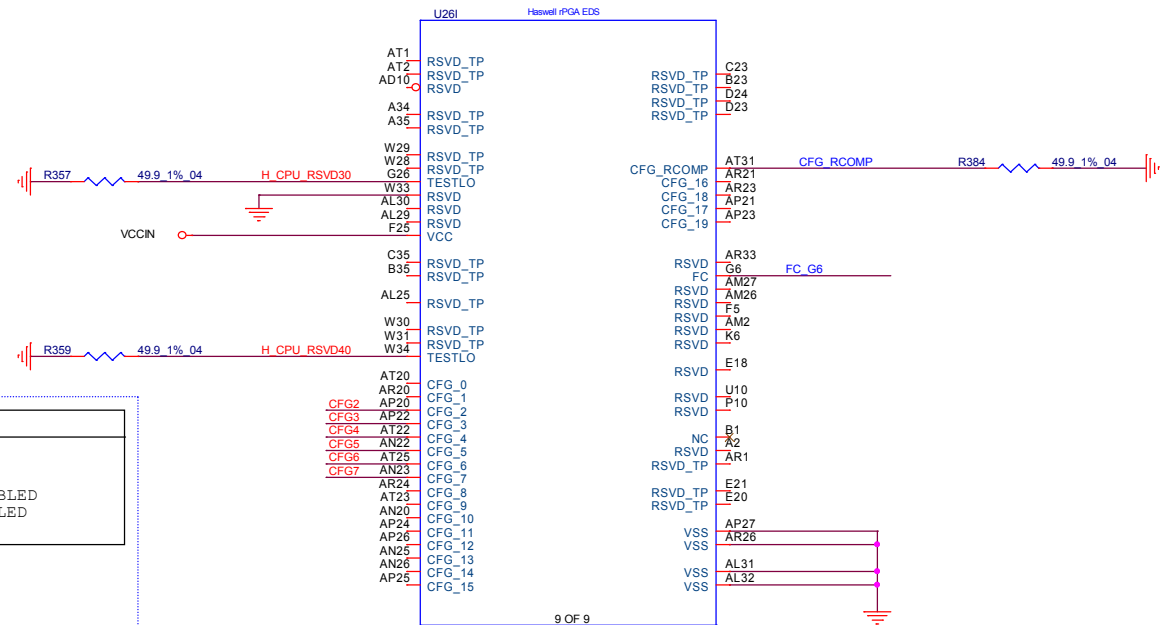 U26I
Haswell rPGA EDS
AT1 RSVD_TP
AT2 RSVD_TP
AD10 RSVD
A34 RSVD_TP
A35 RSVD_TP
W29 RSVD_TP
W28 RSVD_TP
R357 49.9_1%_04 H_CPU_RSVD30 G26 TESTLO
W33 RSVD
AL30 RSVD
AL29 RSVD
VCCIN F25 VCC
C35 RSVD_TP
B35 RSVD_TP
AL25 RSVD_TP
W30 RSVD_TP
W31 RSVD_TP
R359 49.9_1%_04 H_CPU_RSVD40 W34 TESTLO
AT20 CFG_0
AR20 CFG_1
CFG2 AP20 CFG_2
CFG3 AP22 CFG_3
CFG4 AT22 CFG_4
CFG5 AN22 CFG_5
CFG6 AT25 CFG_6
CFG7 AN23 CFG_7
AR24 CFG_8
AT23 CFG_9
AN20 CFG_10
AP24 CFG_11
AP26 CFG_12
AN25 CFG_13
AN26 CFG_14
AP25 CFG_15
RSVD_TP C23
RSVD_TP B23
RSVD_TP D24
RSVD_TP D23
CFG_RCOMP AT31 CFG_RCOMP R384 49.9_1%_04
CFG_16 AR21
CFG_18 AR23
CFG_17 AP21
CFG_19 AP23
RSVD AR33
FC G6 FC_G6
RSVD AM27
RSVD AM26
RSVD F5
RSVD AM2
RSVD K6
RSVD E18
RSVD U10
RSVD P10
NC B1
RSVD A2
RSVD_TP AR1
RSVD_TP E21
RSVD_TP E20
VSS AP27
VSS AR26
VSS AL31
VSS AL32
9 OF 9
BLED
LED